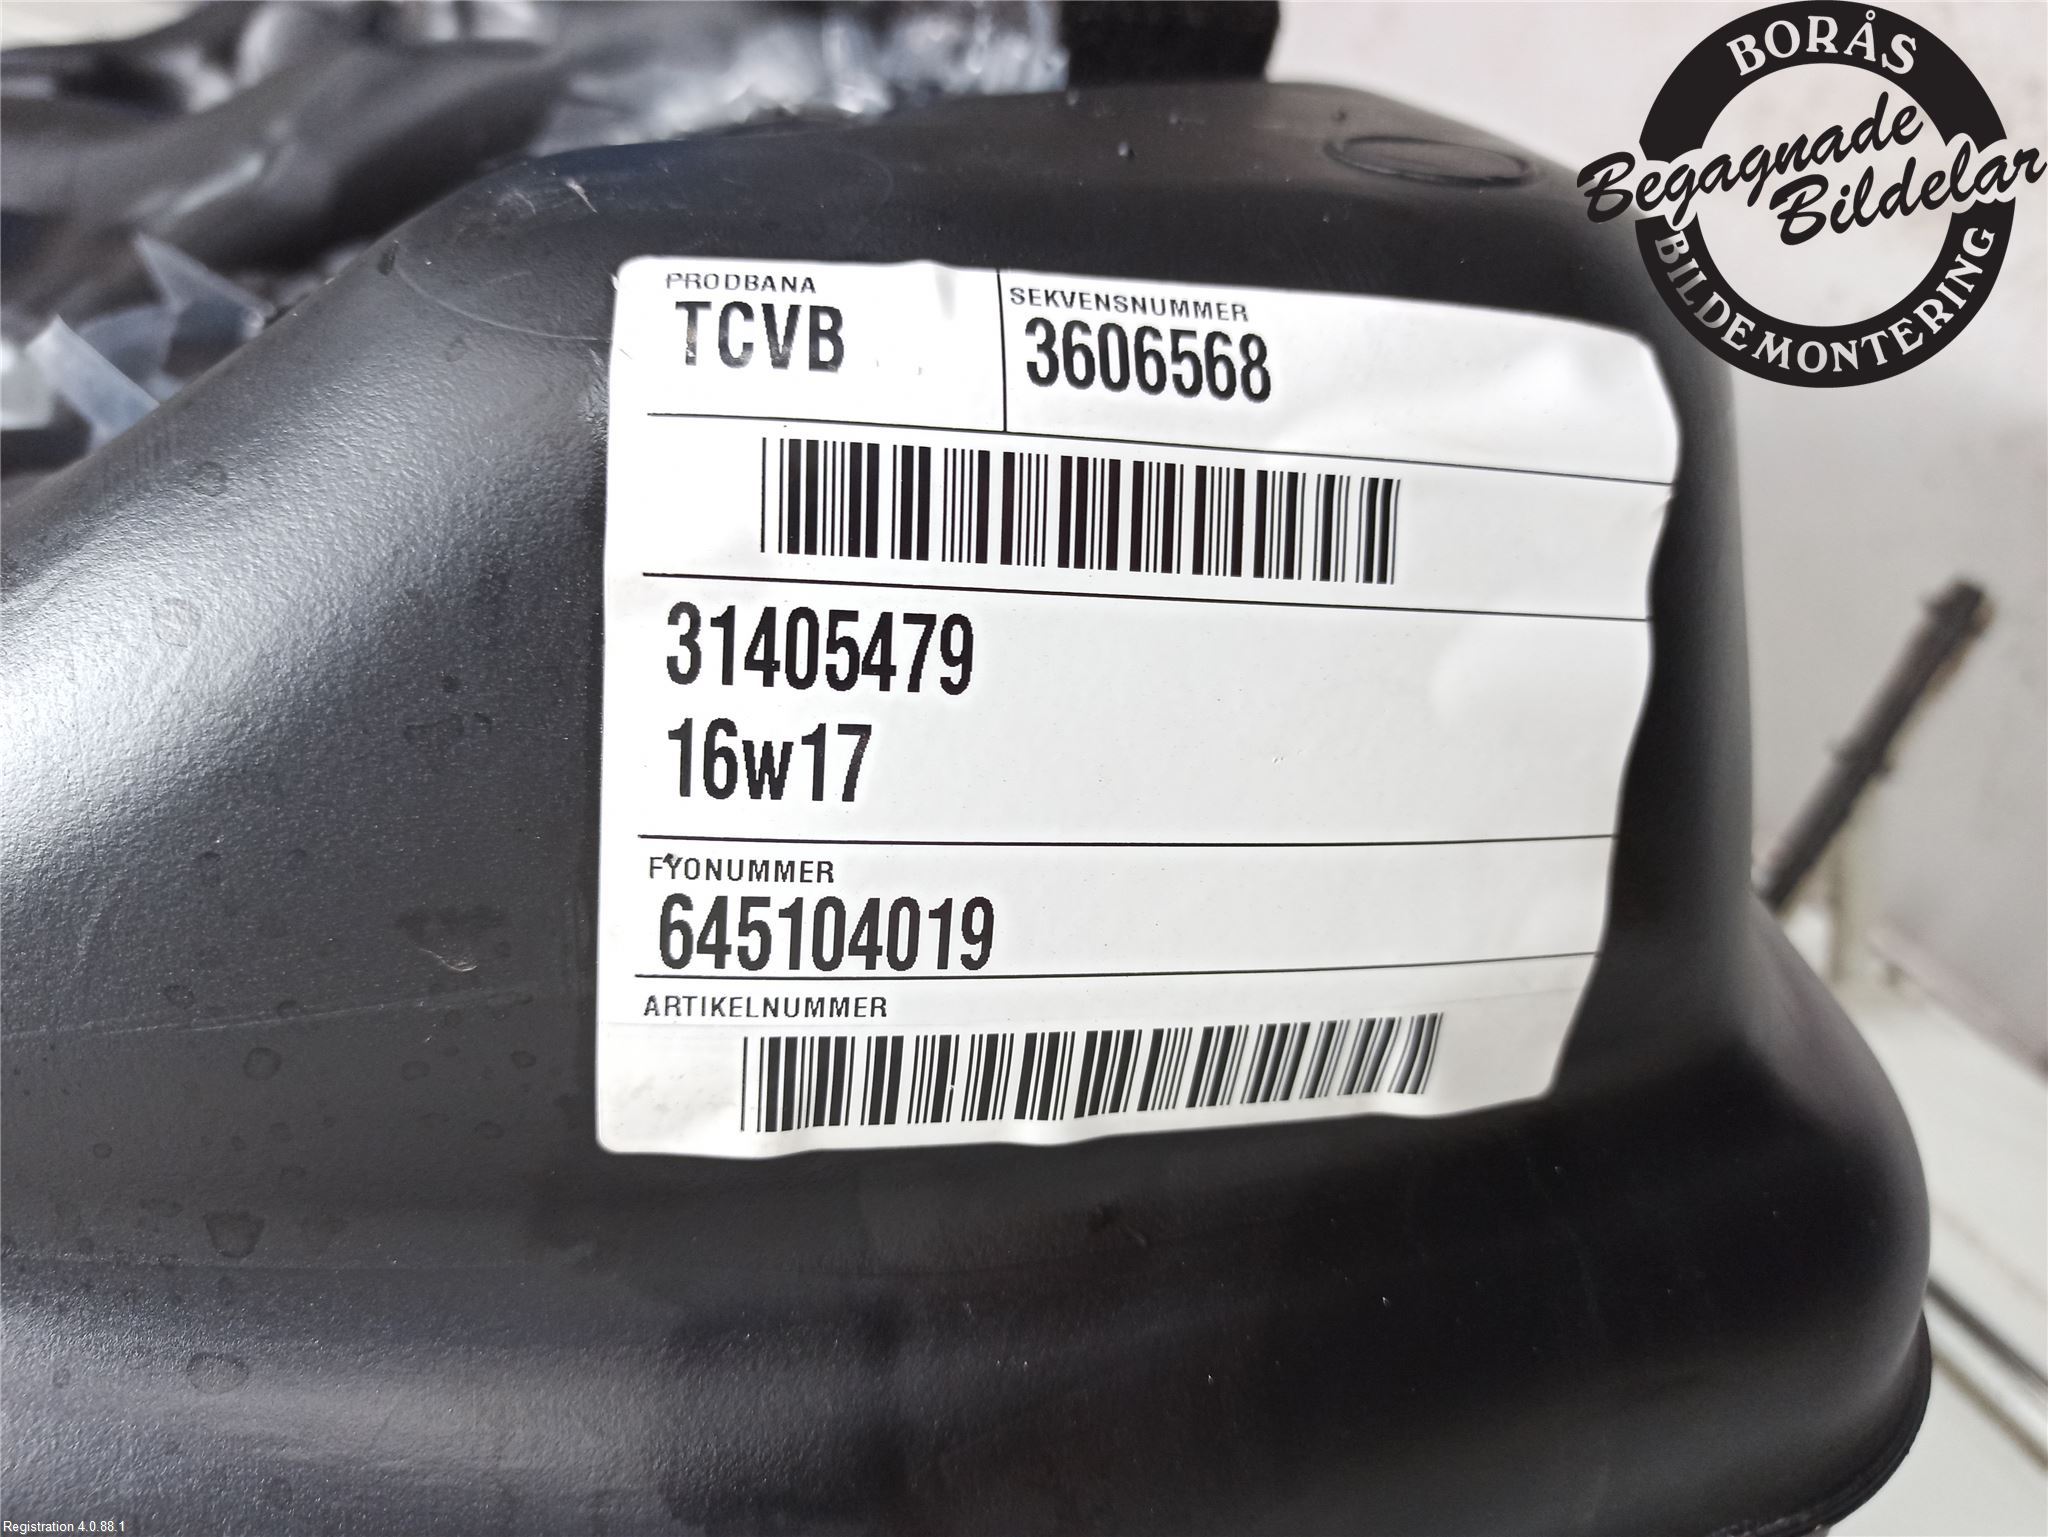 BORÅS
Begagnade
Bildelar
BILDEMONTERING
PRODBANA
TCVB
SEKVENSNUMMER
3606568
31405479
16w17
FYONUMMER
645104019
ARTIKELNUMMER
Registration 4.0.88.1